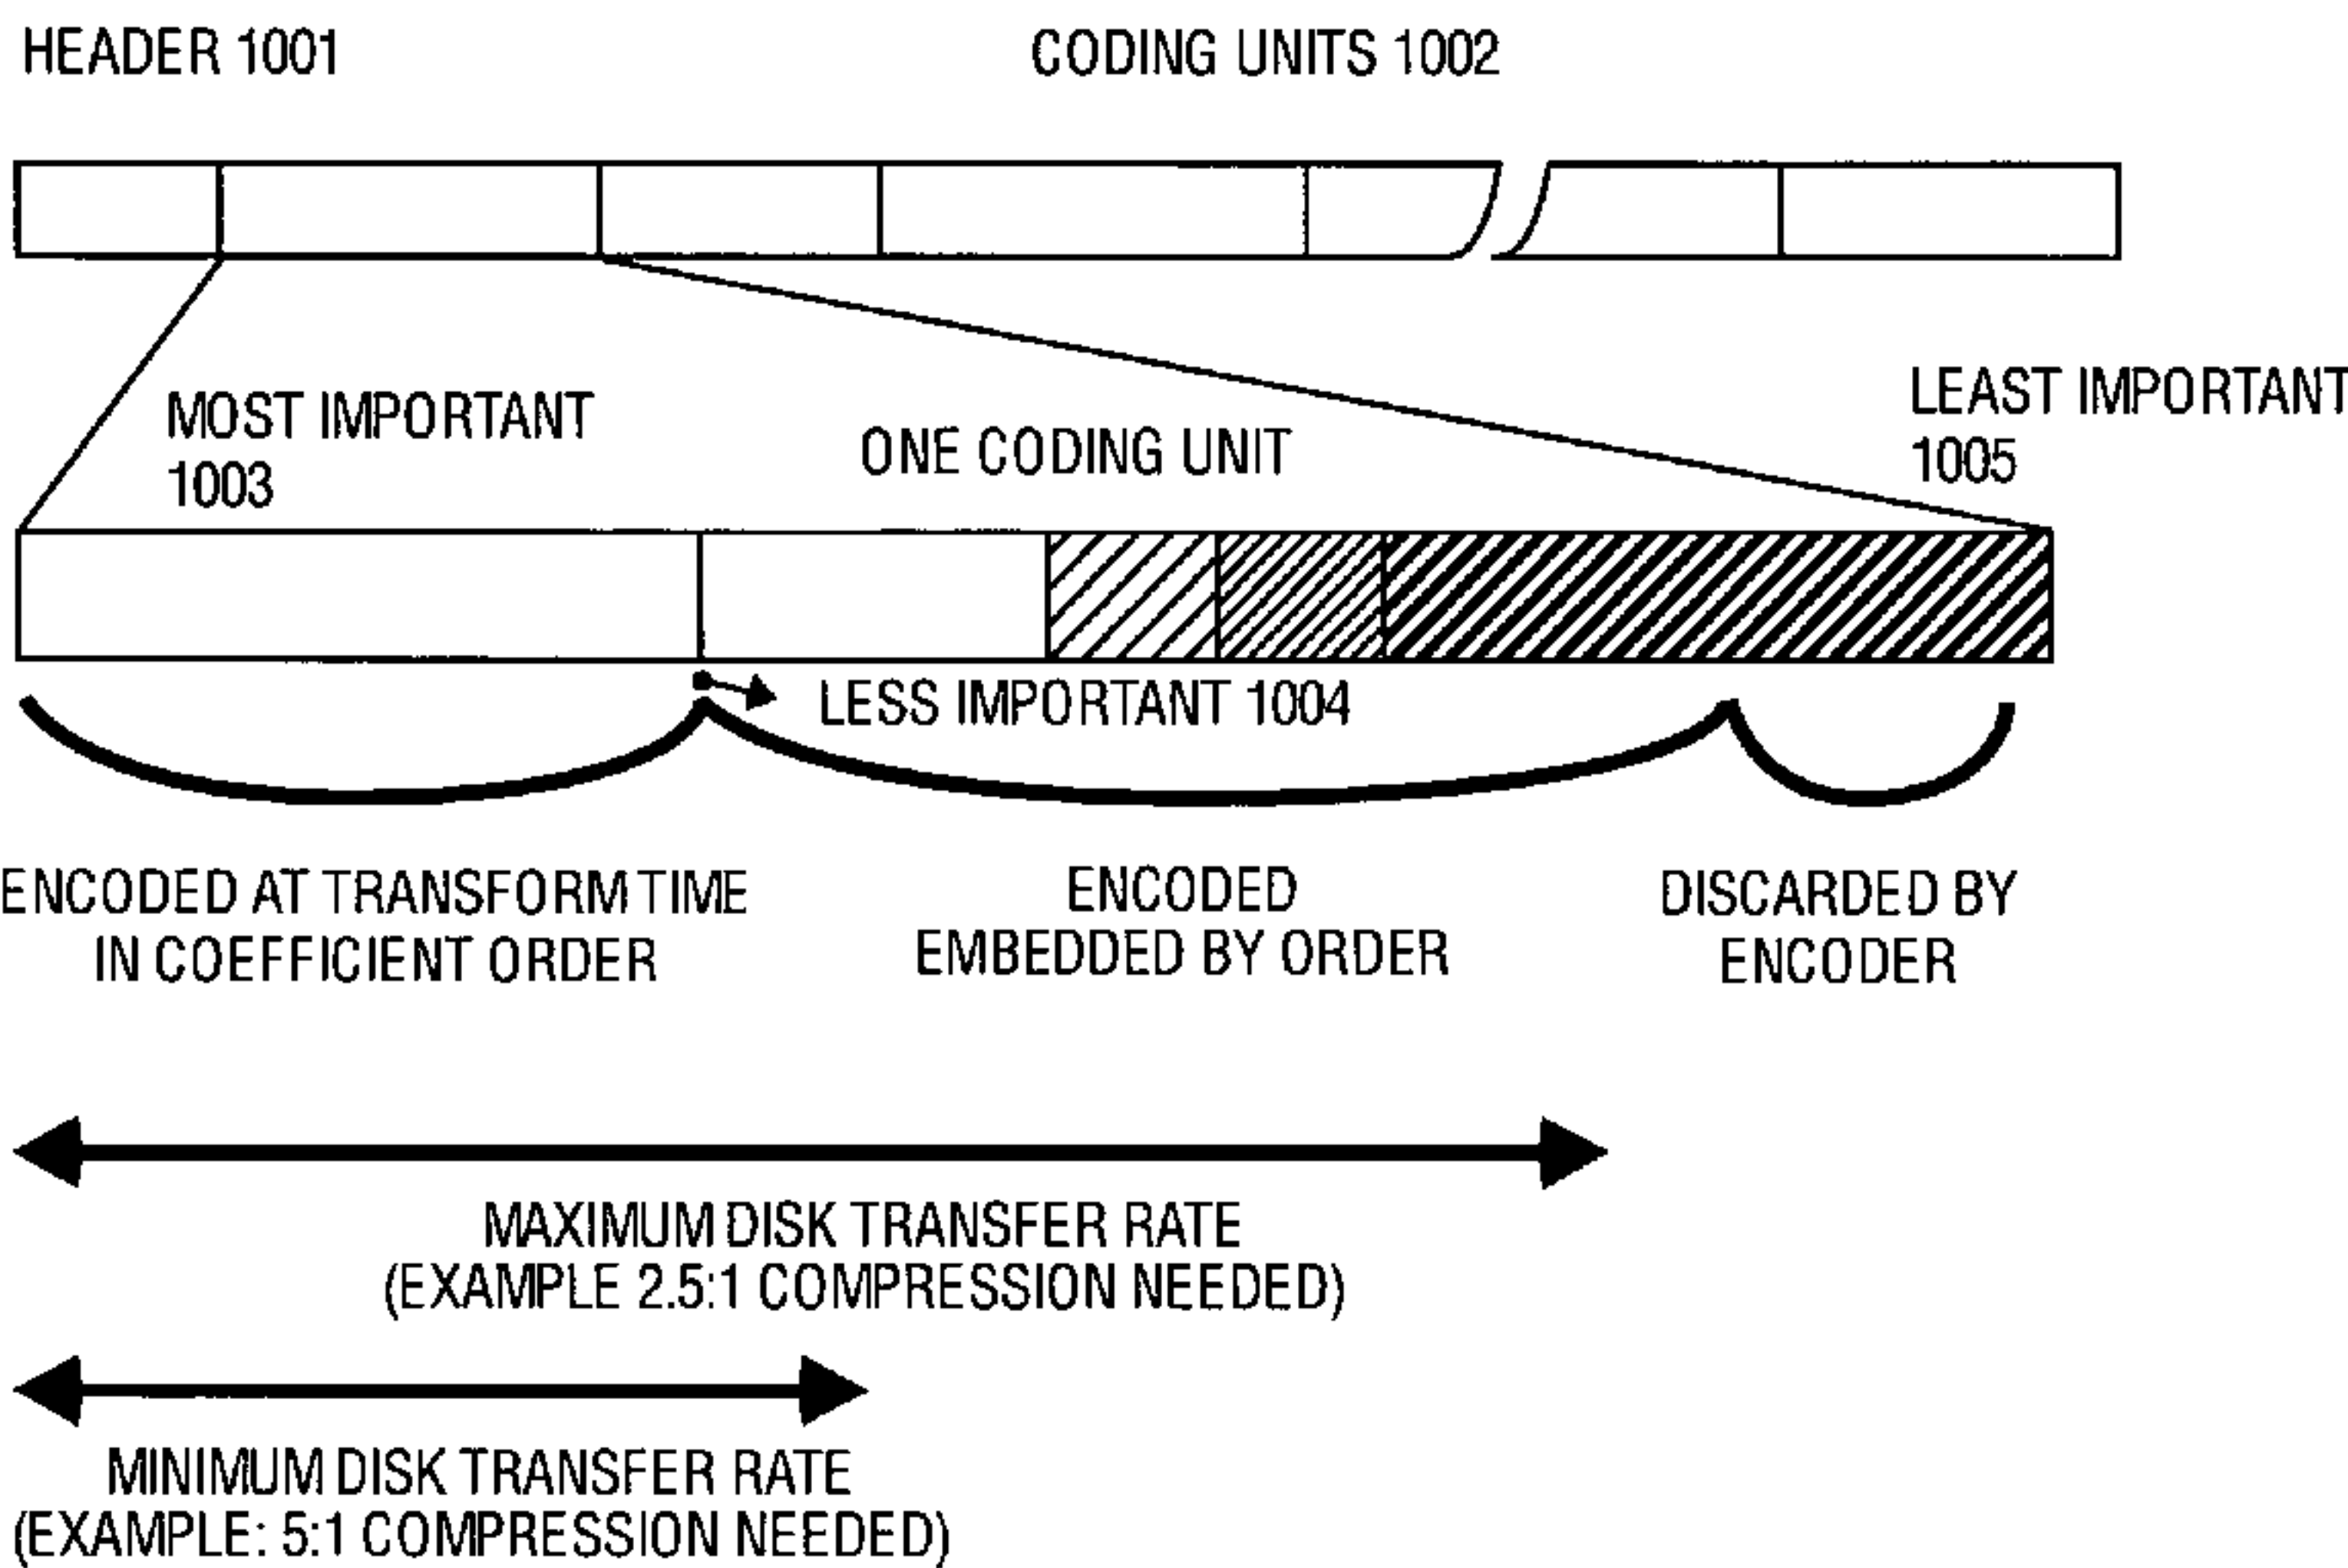 HEADER 1001
CODING UNITS 1002
MOST IMPORTANT
1003
ONE CODING UNIT
LEAST IMPORTANT
1005
LESS IMPORTANT 1004
ENCODED AT TRANSFORM TIME
IN COEFFICIENT ORDER
ENCODED
EMBEDDED BY ORDER
DISCARDED BY
ENCODER
MAXIMUM DISK TRANSFER RATE
(EXAMPLE 2.5:1 COMPRESSION NEEDED)
MINIMUM DISK TRANSFER RATE
(EXAMPLE: 5:1 COMPRESSION NEEDED)